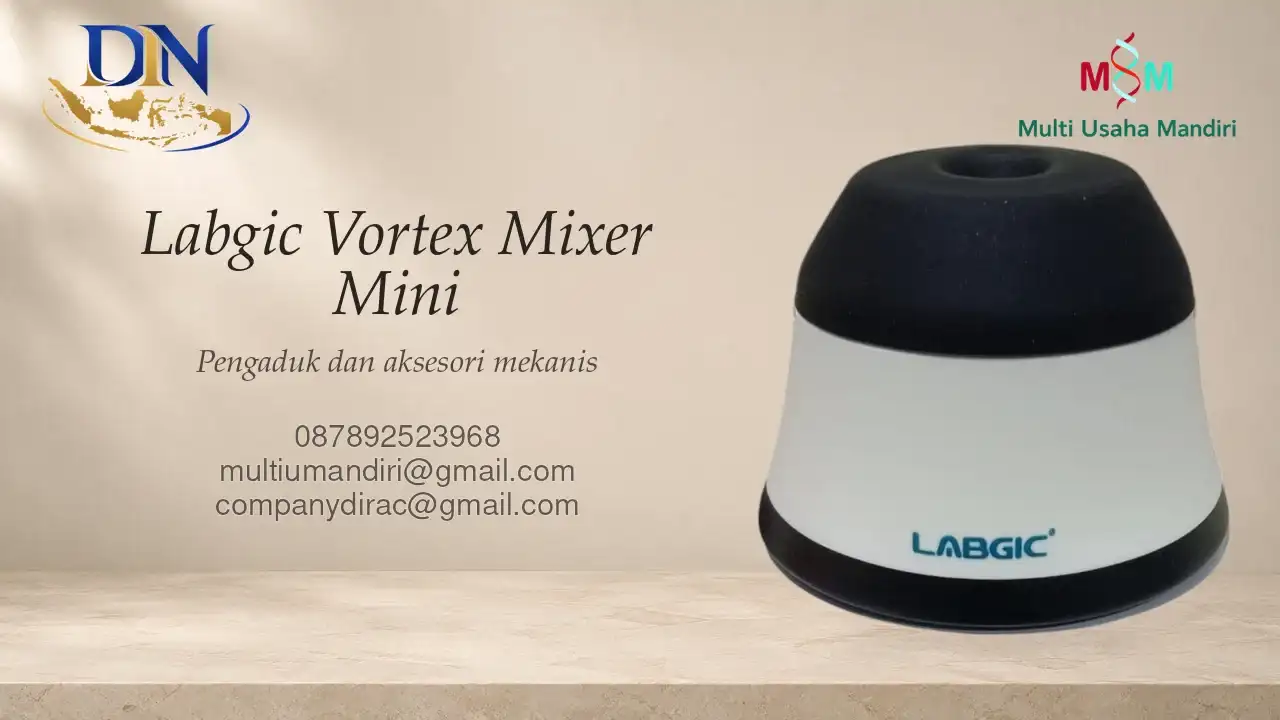 DIN
M M
Multi Usaha Mandiri
Labgic Vortex Mixer
Mini
Pengaduk dan aksesori mekanis
087892523968
multiumandiri@gmail.com
companydirac@gmail.com
LABGIC®